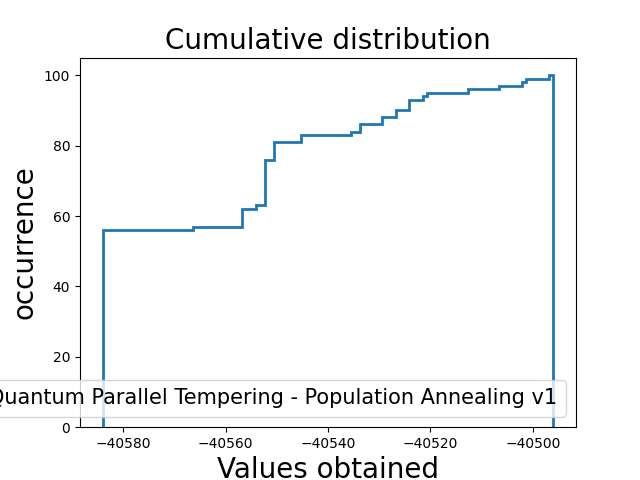 Cumulative distribution
occurrence
100
80
60
40
20
0
Quantum Parallel Tempering - Population Annealing v1
−40580 −40560 −40540 −40520 −40500
Values obtained